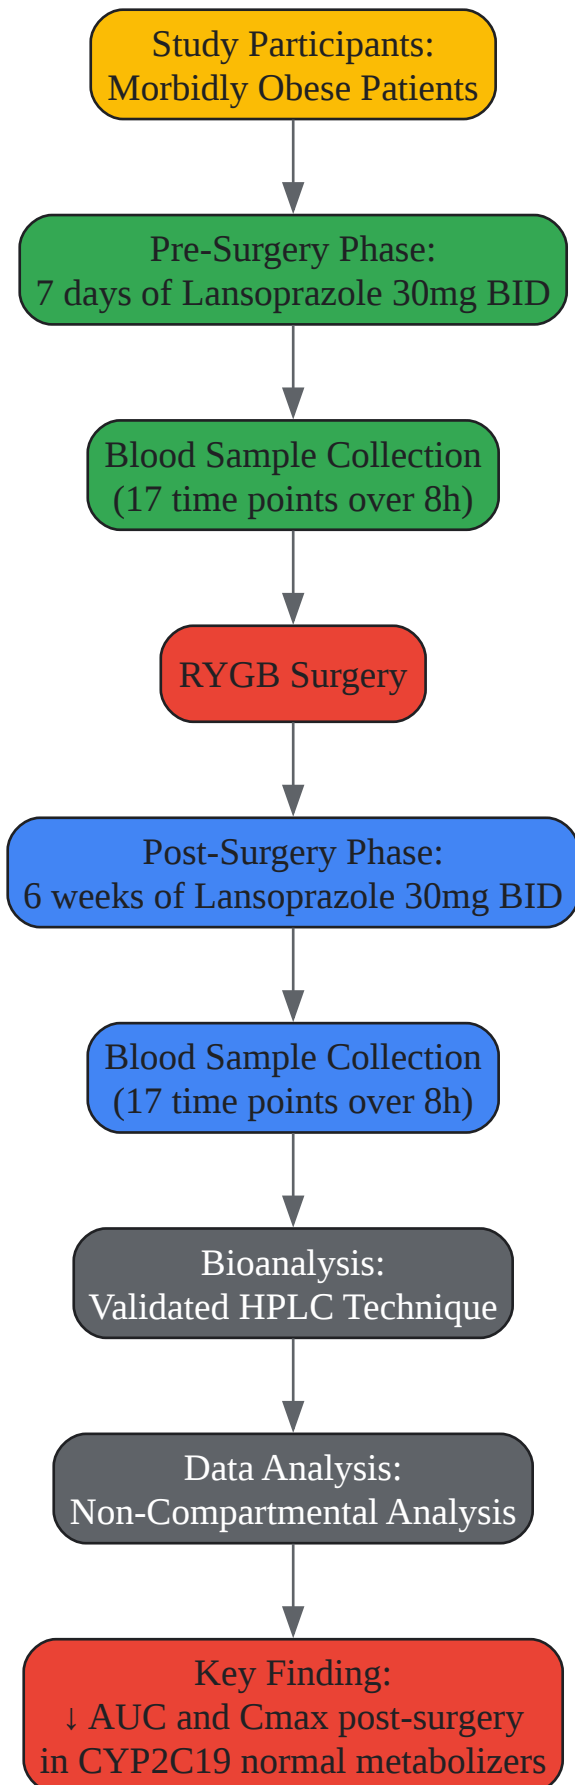 Study Participants:
Morbidly Obese Patients
Pre-Surgery Phase:
7 days of Lansoprazole 30mg BID
Blood Sample Collection
(17 time points over 8h)
RYGB Surgery
Post-Surgery Phase:
6 weeks of Lansoprazole 30mg BID
Blood Sample Collection
(17 time points over 8h)
Bioanalysis:
Validated HPLC Technique
Data Analysis:
Non-Compartmental Analysis
Key Finding:
↓ AUC and Cmax post-surgery
in CYP2C19 normal metabolizers